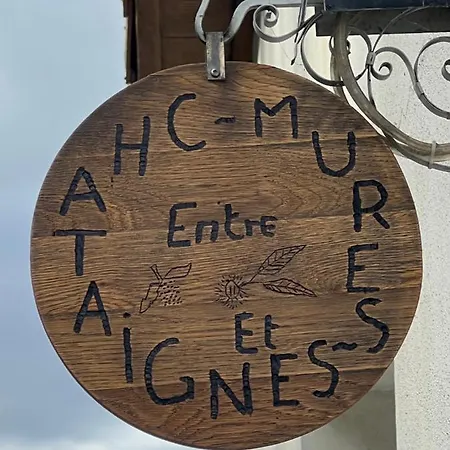 Entre
MURES
Et
CHATAiGNES